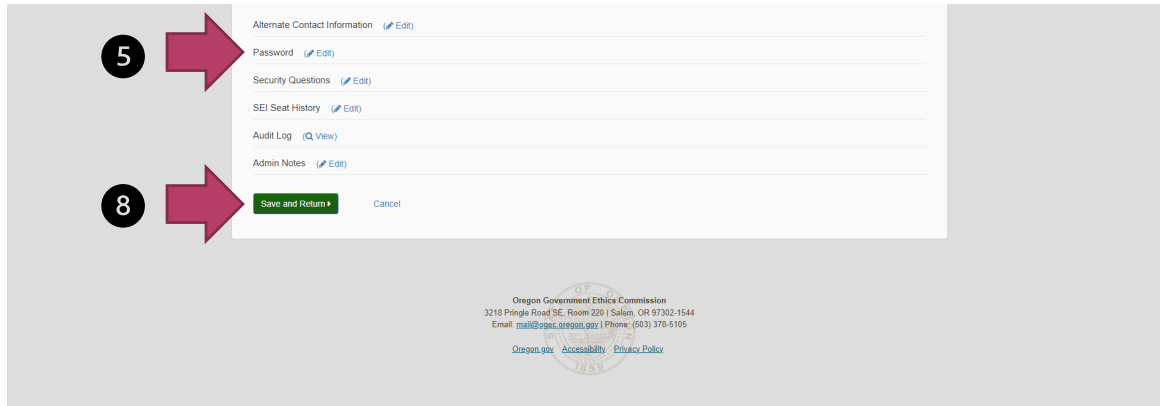 Alternate Contact Information (Edit)
5
Password (Edit)
Security Questions (Edit)
SEI Seat History (Edit)
Audit Log (View)
Admin Notes (Edit)
8
Save and Return
Cancel
Oregon Government Ethics Commission
3218 Pringle Road SE, Room 220 | Salem, OR 97302-1544
Email: mail@ogec.oregon.gov | Phone: (503) 378-5105
Oregon.gov Accessibility Privacy Policy
1859